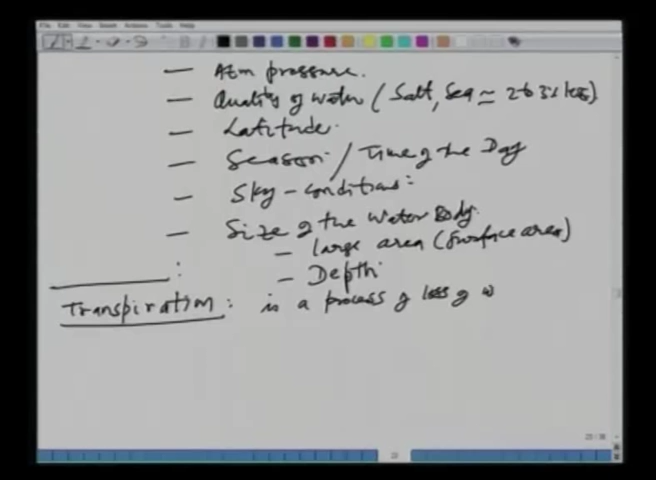 — Atm pressure.
— Quality of water (Salt, Sea ≃ 2 to 3% less)
— Latitude.
— Season / Time of the Day
— Sky-conditions:
— Size of the Water Body.
— large area (Surface area)
— Depth
Transpiration: is a process of loss of w